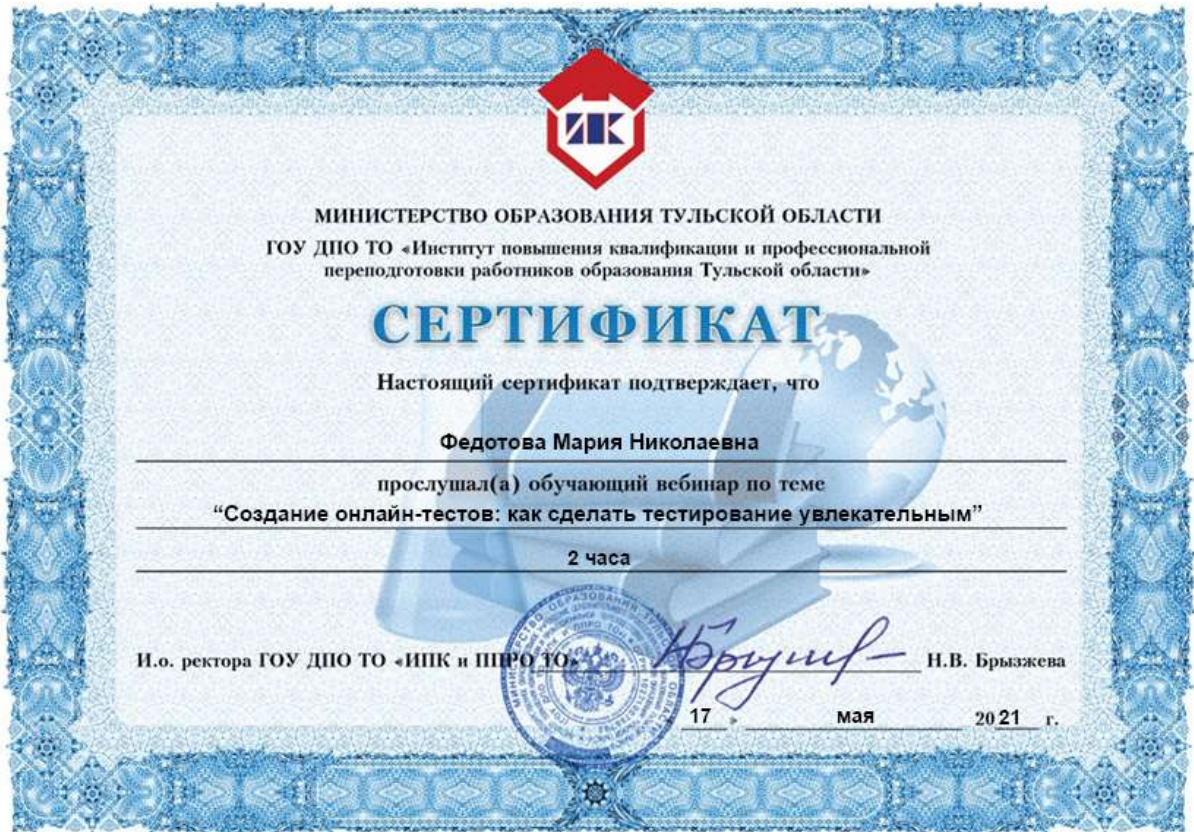 ИПК
МИНИСТЕРСТВО ОБРАЗОВАНИЯ ТУЛЬСКОЙ ОБЛАСТИ
ГОУ ДПО ТО «Институт повышения квалификации и профессиональной
переподготовки работников образования Тульской области»
СЕРТИФИКАТ
Настоящий сертификат подтверждает, что
Федотова Мария Николаевна
прослушал(а) обучающий вебинар по теме
“Создание онлайн-тестов: как сделать тестирование увлекательным”
2 часа
И.о. ректора ГОУ ДПО ТО «ИПК и ППРО ТО» Н.В. Брызжева
17 » мая 2021 г.